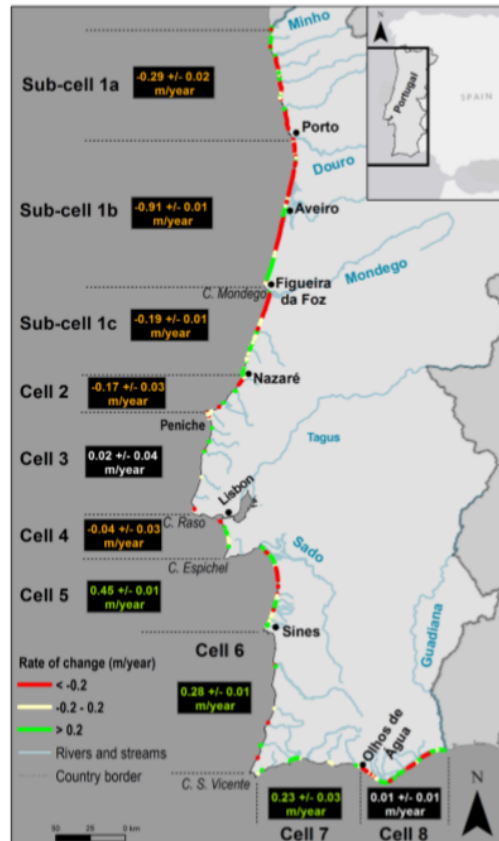 Minho
Sub-cell 1a
-0.29 +/- 0.02
m/year
Porto
Douro
Sub-cell 1b
-0.91 +/- 0.01
m/year
Aveiro
Mondego
C. Mondego
Figueira
da Foz
Sub-cell 1c
-0.19 +/- 0.01
m/year
Nazaré
Cell 2
-0.17 +/- 0.03
m/year
Peniche
Tagus
Cell 3
0.02 +/- 0.04
m/year
Lisbon
C. Raso
Cell 4
-0.04 +/- 0.03
m/year
C. Espichel
Sado
Cell 5
0.45 +/- 0.01
m/year
Sines
Guadiana
Cell 6
0.28 +/- 0.01
m/year
Rate of change (m/year)
< -0.2
-0.2 - 0.2
> 0.2
Rivers and streams
Country border
50 25 0 km
C. S. Vicente
Olhos de
Água
0.23 +/- 0.03
m/year
Cell 7
0.01 +/- 0.01
m/year
Cell 8
N
Portugal
SPAIN
N